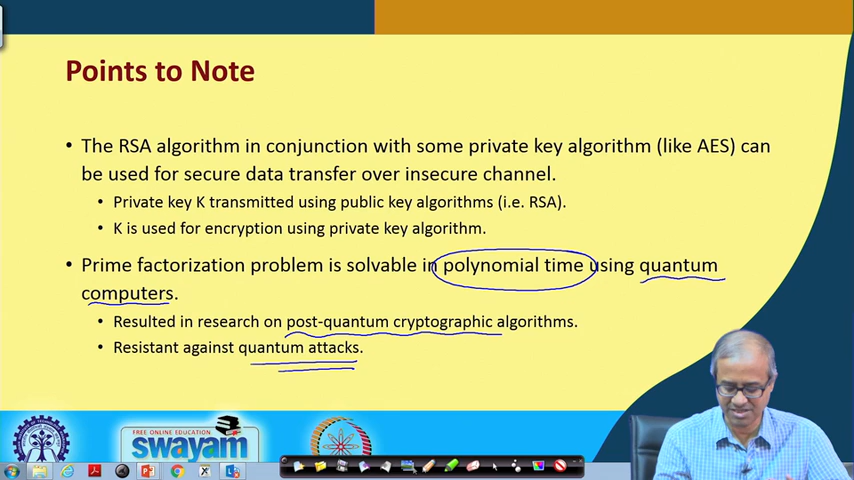 Points to Note
• The RSA algorithm in conjunction with some private key algorithm (like AES) can
be used for secure data transfer over insecure channel.
• Private key K transmitted using public key algorithms (i.e. RSA).
• K is used for encryption using private key algorithm.
• Prime factorization problem is solvable in polynomial time using quantum
computers.
• Resulted in research on post-quantum cryptographic algorithms.
• Resistant against quantum attacks.
FREE ONLINE EDUCATION
swayam